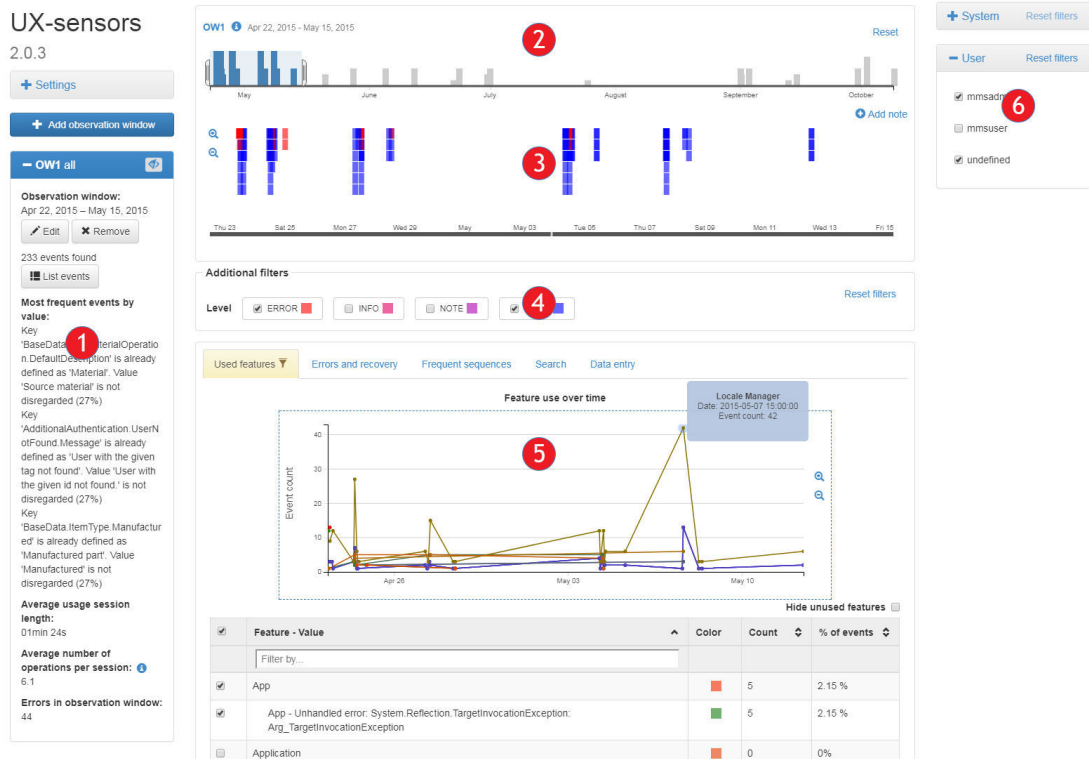 UX-sensors
2.0.3
Settings
Add observation window
OW1 all
Observation window:
Apr 22, 2015 – May 15, 2015
Edit Remove
233 events found
List events
Most frequent events by
value:
Key
'BaseData terialOperatio
n.DefaultDescription' is already
defined as 'Material'. Value
'Source material' is not
disregarded (27%)
Key
'AdditionalAuthentication.UserN
otFound.Message' is already
defined as 'User with the given
tag not found'. Value 'User with
the given id not found.' is not
disregarded (27%)
Key
'BaseData.ItemType.Manufactur
ed' is already defined as
'Manufactured part'. Value
'Manufactured' is not
disregarded (27%)
Average usage session
length:
01min 24s
Average number of
operations per session:
6.1
Errors in observation window:
44
1
OW1 Apr 22, 2015 - May 15, 2015
2
Reset
May June July August September October
Add note
3
Thu 23 Sat 25 Mon 27 Wed 29 May May 03 Tue 05 Thu 07 Sat 09 Mon 11 Wed 13 Fri 15
Additional filters
Reset filters
Level ERROR INFO NOTE 4
Used features Errors and recovery Frequent sequences Search Data entry
Feature use over time
Locale Manager
Date: 2015-05-07 15:00:00
Event count: 42
5
Event count
40
30
20
10
0
Apr 26 May 03 May 10
Hide unused features
Feature - Value Color Count % of events
Filter by...
App 5 2.15 %
App - Unhandled error: System.Reflection.TargetInvocationException:
Arg_TargetInvocationException 5 2.15 %
Application 0 0%
System Reset filters
User Reset filters
mmsadm
6
mmsuser
undefined